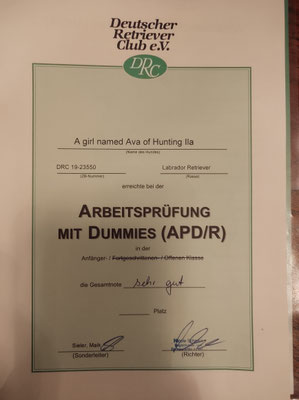 Deutscher
Retriever
Club e.V.
DRC
A girl named Ava of Hunting Ila
(Name des Hundes)
DRC 19-23550 Labrador Retriever
(ZB-Nummer) (Rasse)
erreichte bei der
ARBEITSPRÜFUNG
MIT DUMMIES (APD/R)
in der
Anfänger- / Fortgeschrittenen- / Offenen Klasse
die Gesamtnote sehr gut
Platz
(Sonderleiter) (Richter)